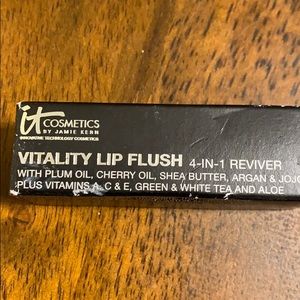 it COSMETICS
BY JAMIE KERN
INNOVATIVE TECHNOLOGY COSMETICS
VITALITY LIP FLUSH 4-IN-1 REVIVER
WITH PLUM OIL, CHERRY OIL, SHEA BUTTER, ARGAN & JOJO
PLUS VITAMINS A, C & E, GREEN & WHITE TEA AND ALOE